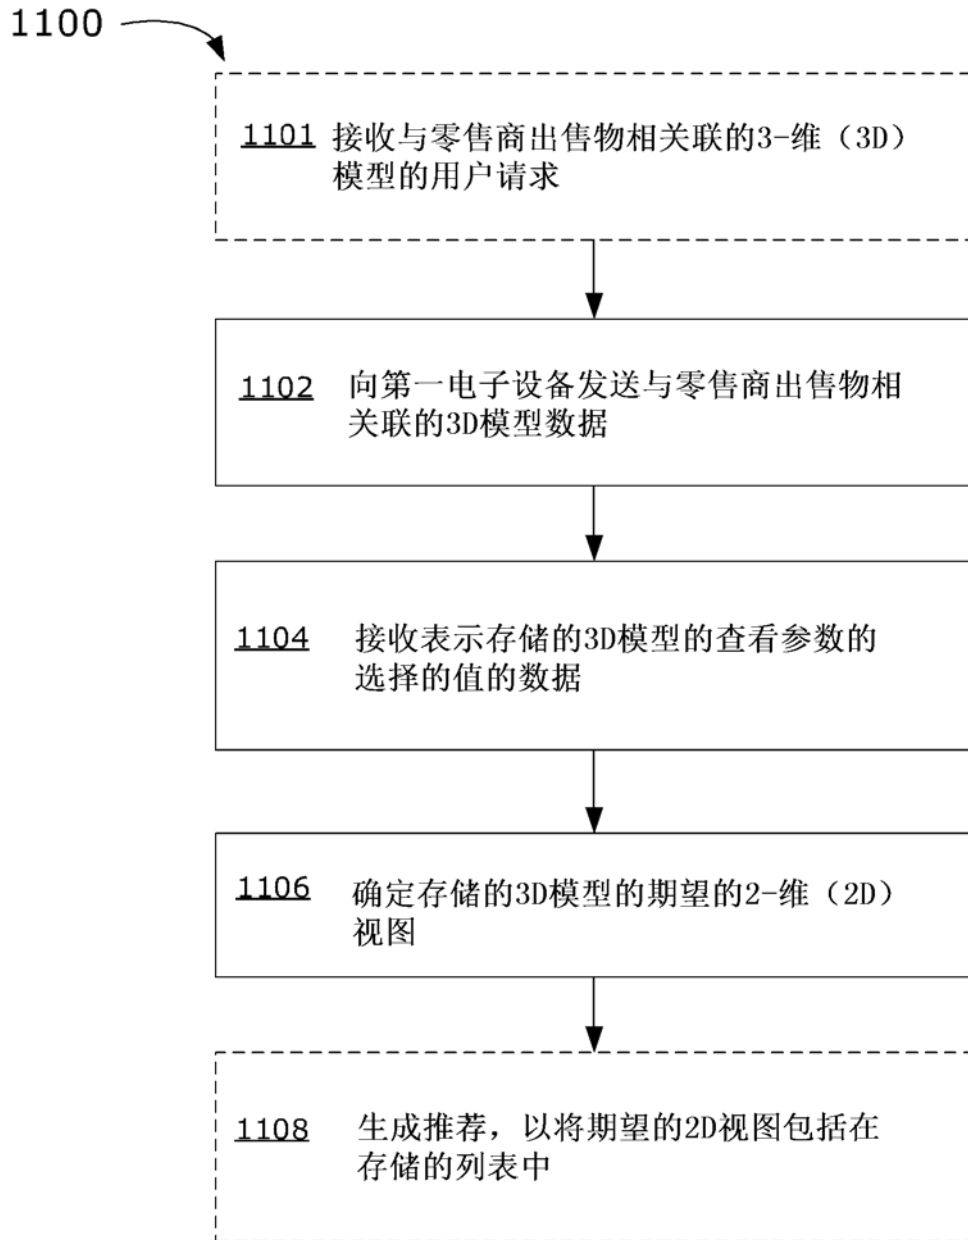 1100
1101 接收与零售商出售物相关联的3-维（3D）
模型的用户请求
1102 向第一电子设备发送与零售商出售物相
关联的3D模型数据
1104 接收表示存储的3D模型的查看参数的
选择的值的数据
1106 确定存储的3D模型的期望的2-维（2D）
视图
1108 生成推荐，以将期望的2D视图包括在
存储的列表中